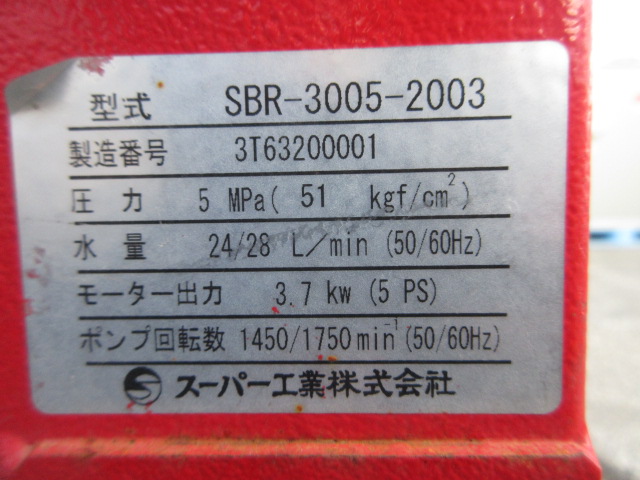 型式 SBR-3005-2003
製造番号 3T63200001
圧力 5 MPa( 51 kgf/cm²)
水量 24/28 L/min (50/60Hz)
モーター出力 3.7 kw (5 PS)
ポンプ回転数 1450/1750min⁻¹(50/60Hz)
スーパー工業株式会社